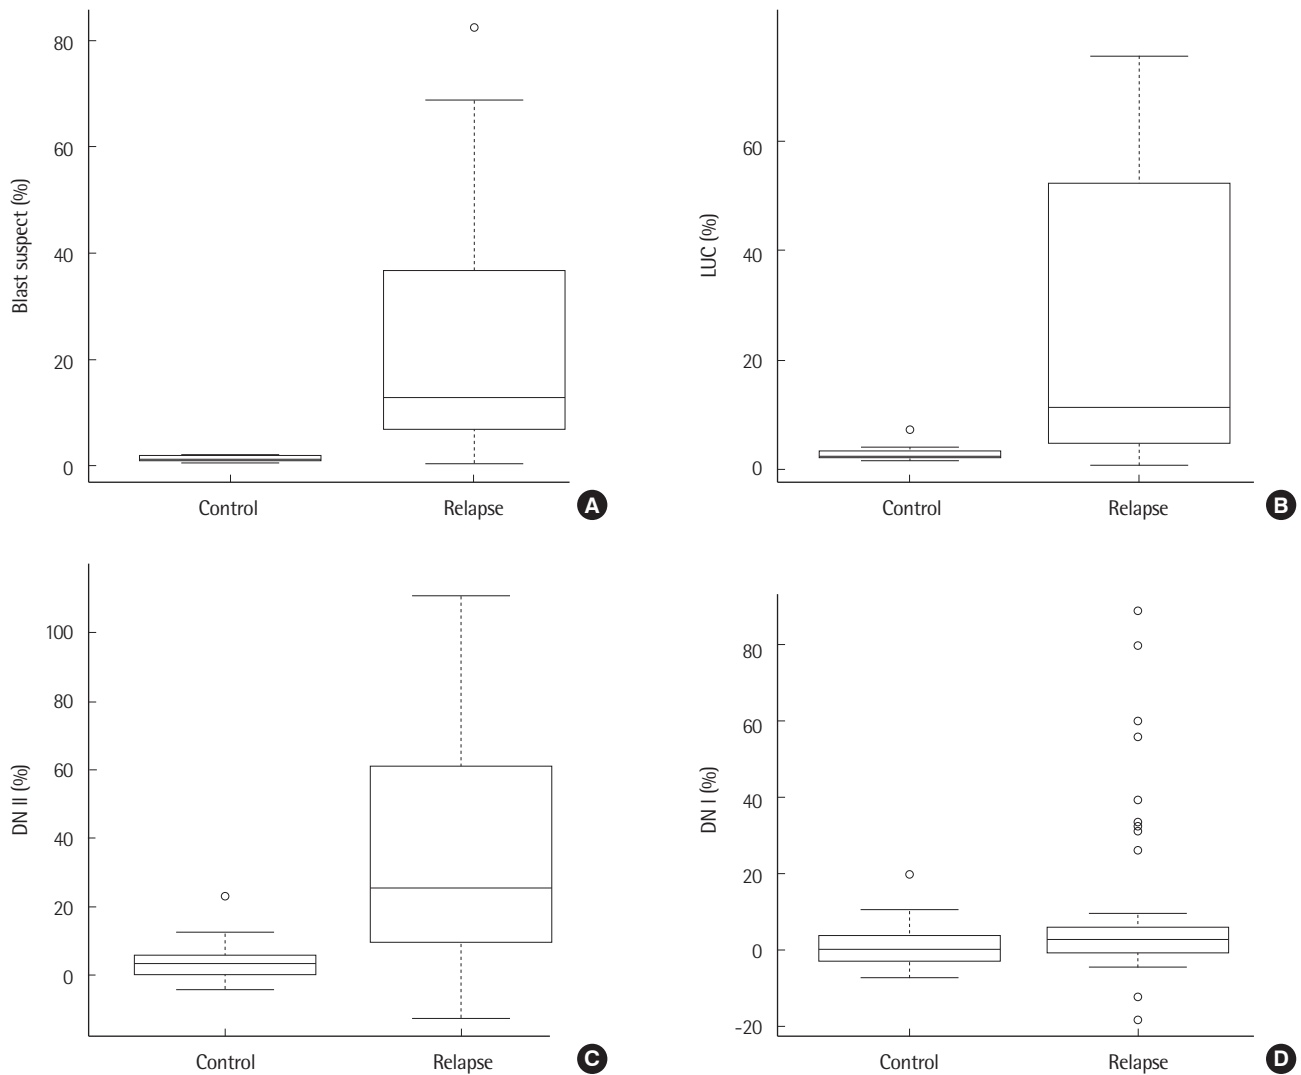 80
60
40
20
0
Blast suspect (%)
Control
Relapse
A
60
40
20
0
LUC (%)
Control
Relapse
B
100
80
60
40
20
0
DN II (%)
Control
Relapse
C
80
60
40
20
0
-20
DN I (%)
Control
Relapse
D